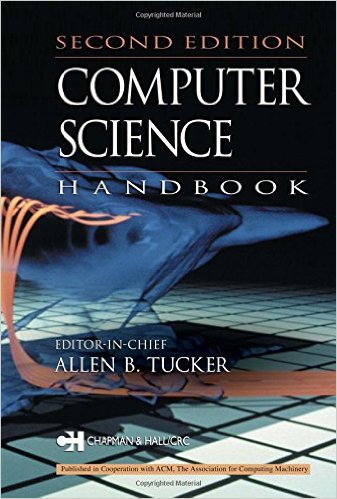 SECOND EDITION
COMPUTER
SCIENCE
HANDBOOK
EDITOR-IN-CHIEF
ALLEN B. TUCKER
CH CHAPMAN & HALL/CRC
Published in Cooperation with ACM, The Association for Computing Machinery